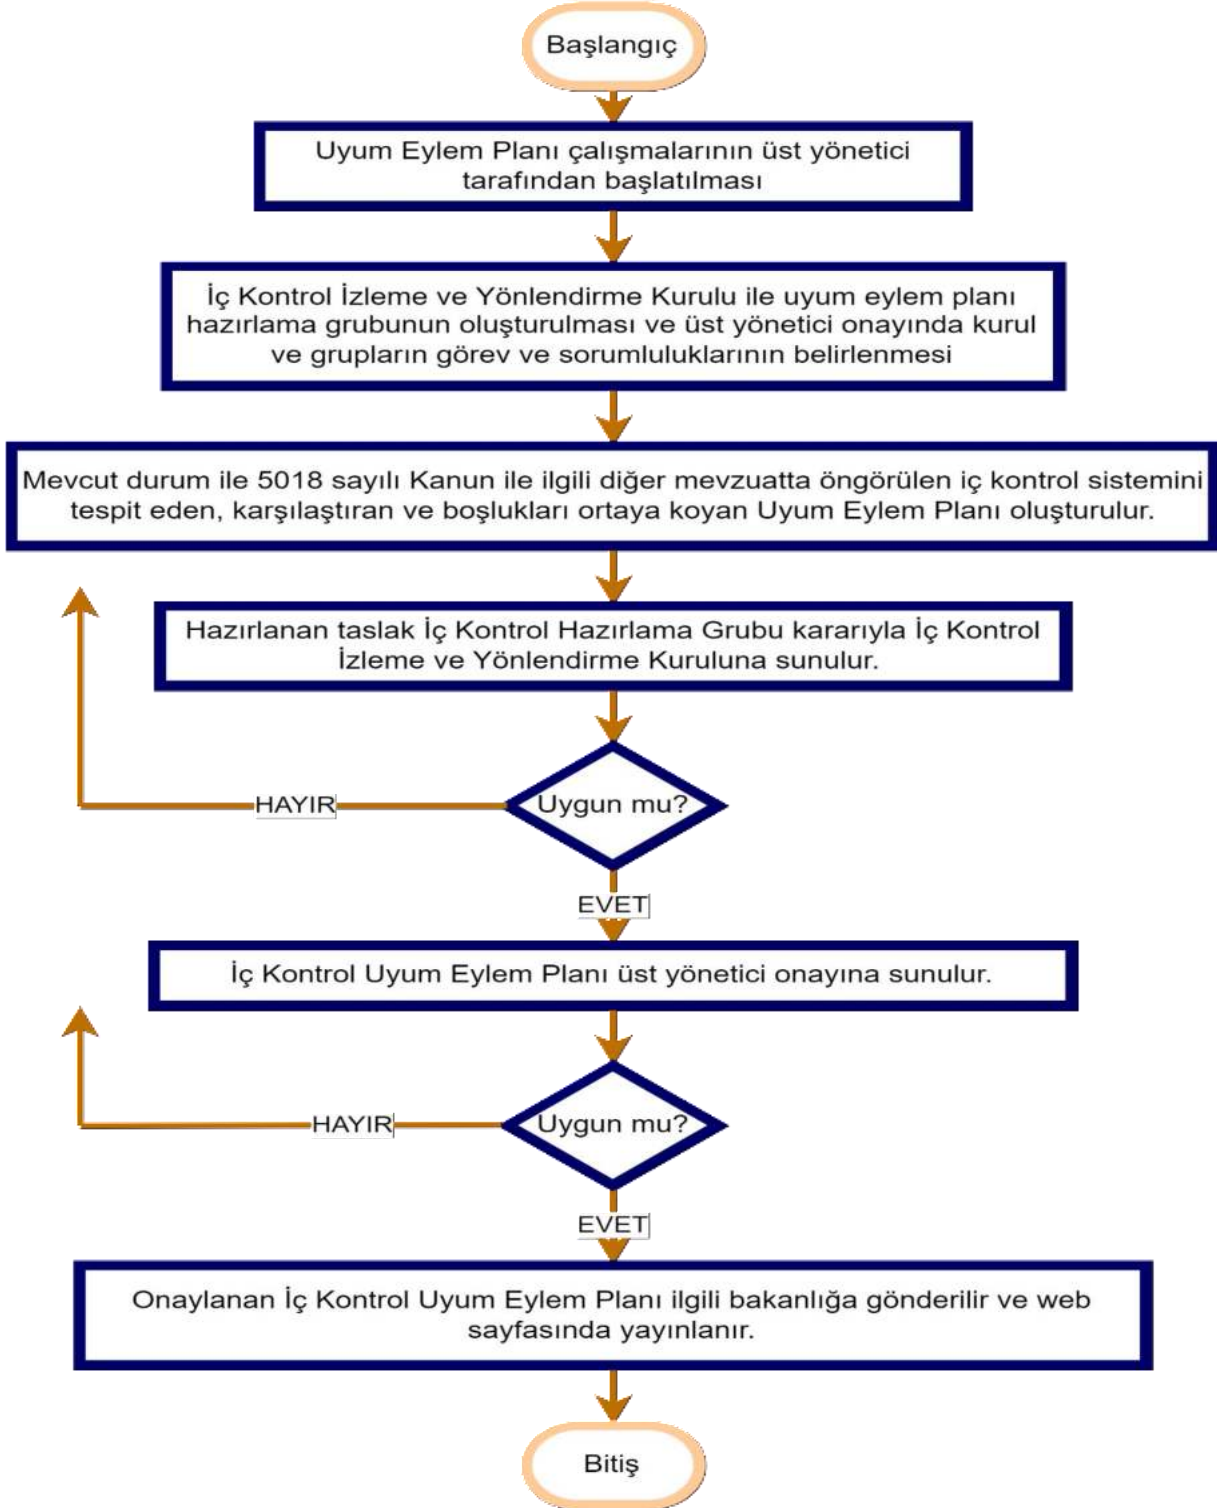 Başlangıç
Uyum Eylem Planı çalışmalarının üst yönetici
tarafından başlatılması
İç Kontrol İzleme ve Yönlendirme Kurulu ile uyum eylem planı
hazırlama grubunun oluşturulması ve üst yönetici onayında kurul
ve grupların görev ve sorumluluklarının belirlenmesi
Mevcut durum ile 5018 sayılı Kanun ile ilgili diğer mevzuatta öngörülen iç kontrol sistemini
tespit eden, karşılaştıran ve boşlukları ortaya koyan Uyum Eylem Planı oluşturulur.
Hazırlanan taslak İç Kontrol Hazırlama Grubu kararıyla İç Kontrol
İzleme ve Yönlendirme Kuruluna sunulur.
Uygun mu?
HAYIR
EVET
İç Kontrol Uyum Eylem Planı üst yönetici onayına sunulur.
Uygun mu?
HAYIR
EVET
Onaylanan İç Kontrol Uyum Eylem Planı ilgili bakanlığa gönderilir ve web
sayfasında yayınlanır.
Bitiş